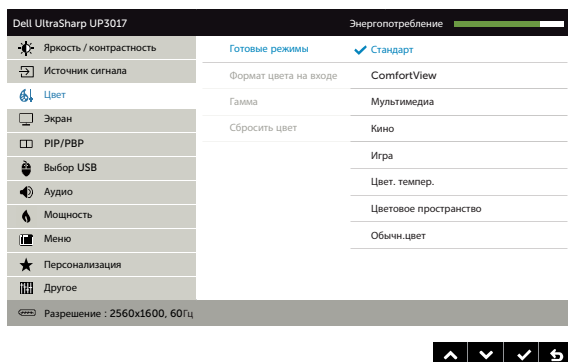 Dell UltraSharp UP3017 Энергопотребление
Яркость / контрастность Готовые режимы Стандарт
Источник сигнала Формат цвета на входе ComfortView
Цвет Гамма Мультимедиа
Экран Сбросить цвет Кино
PIP/PBP Игра
Выбор USB Цвет. темпер.
Аудио Цветовое пространство
Мощность Обычн.цвет
Меню
Персонализация
Другое
Разрешение : 2560x1600, 60Гц